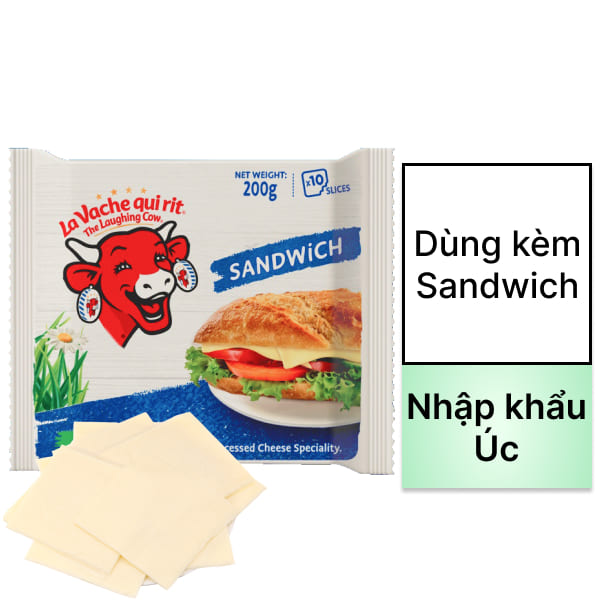 La Vache qui rit®
The Laughing Cow®
NET WEIGHT:
200g
x10
SLICES
SANDWiCH
cessed Cheese Speciality.
Dùng kèm
Sandwich
Nhập khẩu
Úc